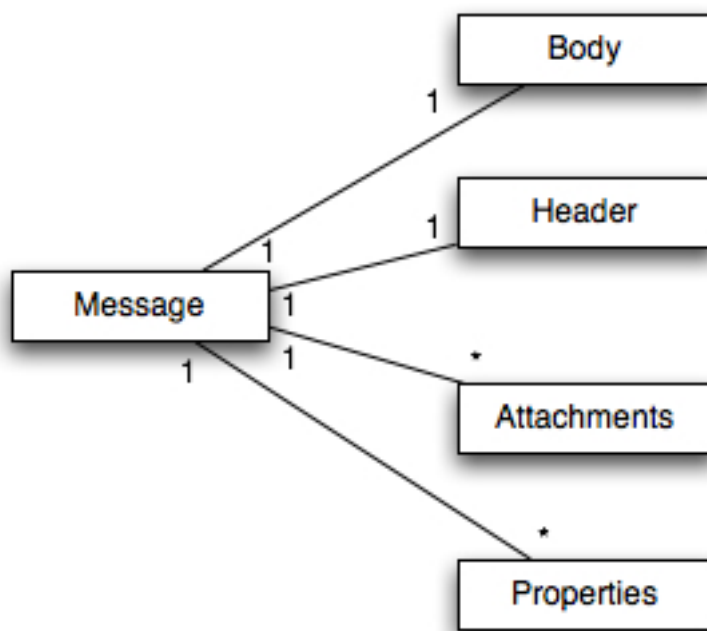 Body
1
Header
1
1
Message
1
1
1
*
Attachments
*
Properties